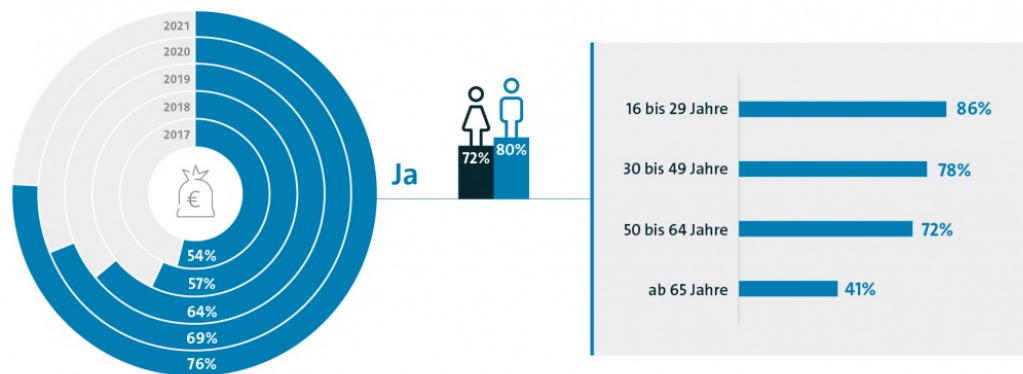 2021
2020
2019
2018
2017
€
54%
57%
64%
69%
76%
Ja
72% 80%
16 bis 29 Jahre 86%
30 bis 49 Jahre 78%
50 bis 64 Jahre 72%
ab 65 Jahre 41%